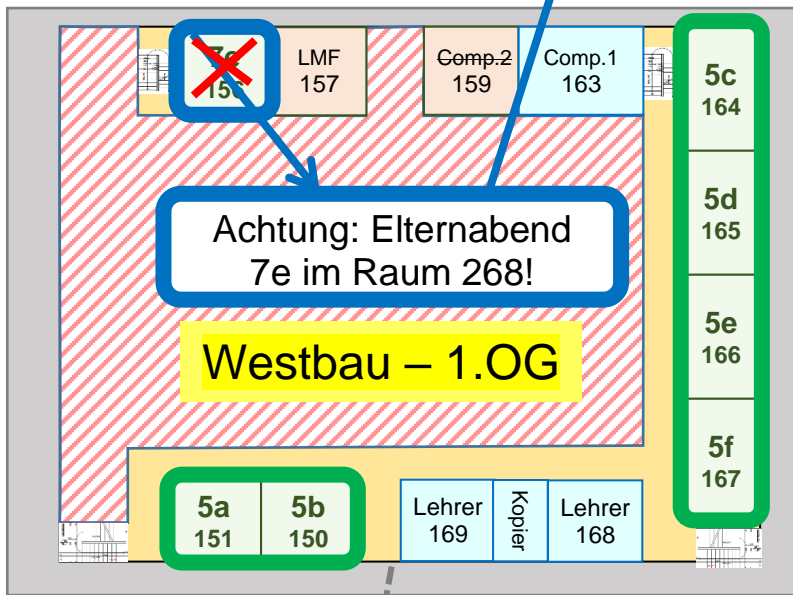 7e
156
LMF
157
Comp.2
159
Comp.1
163
5c
164
5d
165
5e
166
5f
167
Achtung: Elternabend
7e im Raum 268!
Westbau – 1.OG
5a
151
5b
150
Lehrer
169
Kopier
Lehrer
168